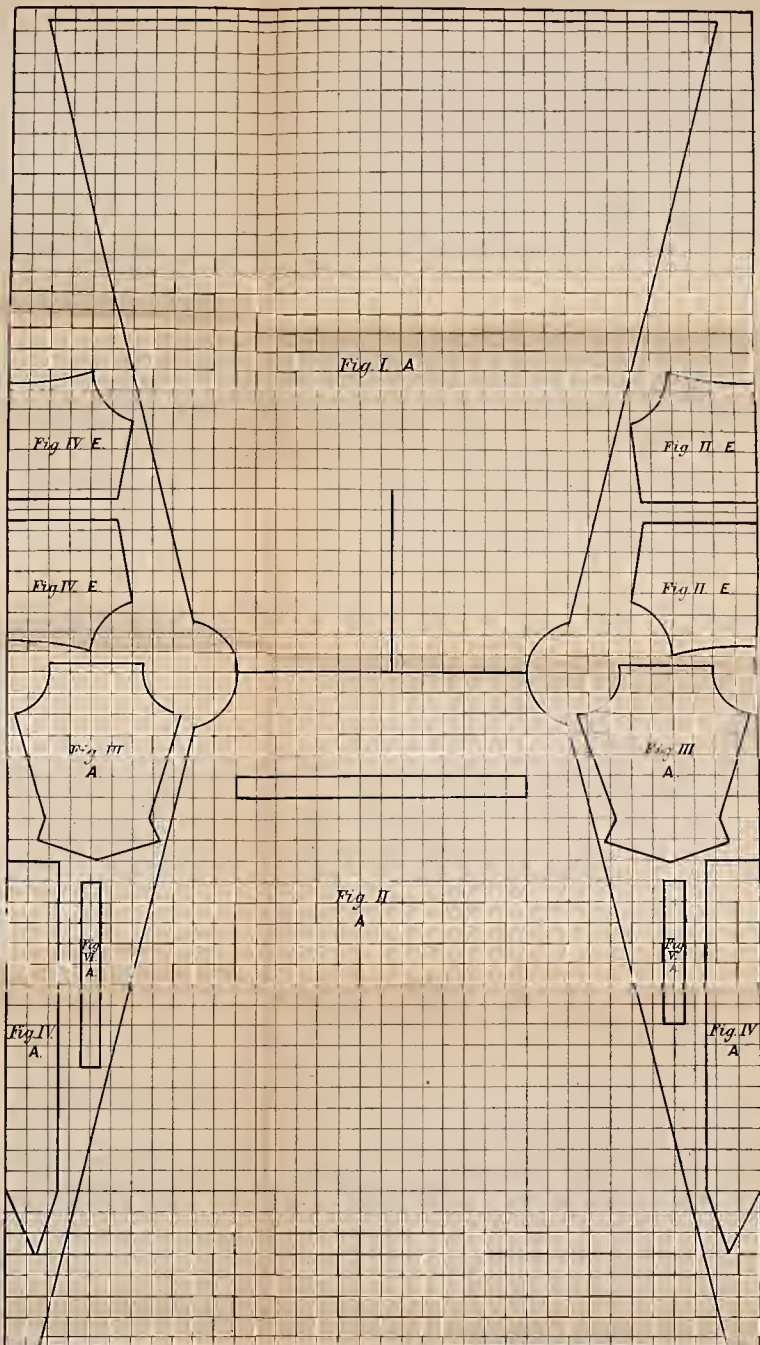 Fig. I. A
Fig. IV. E.
Fig II E
Fig. IV. E
Fig. II E
Fig III
A
Fig III
A.
Fig II
A
Fig
VI.
A.
Fig
V.
A
Fig. IV.
A.
Fig. IV
A